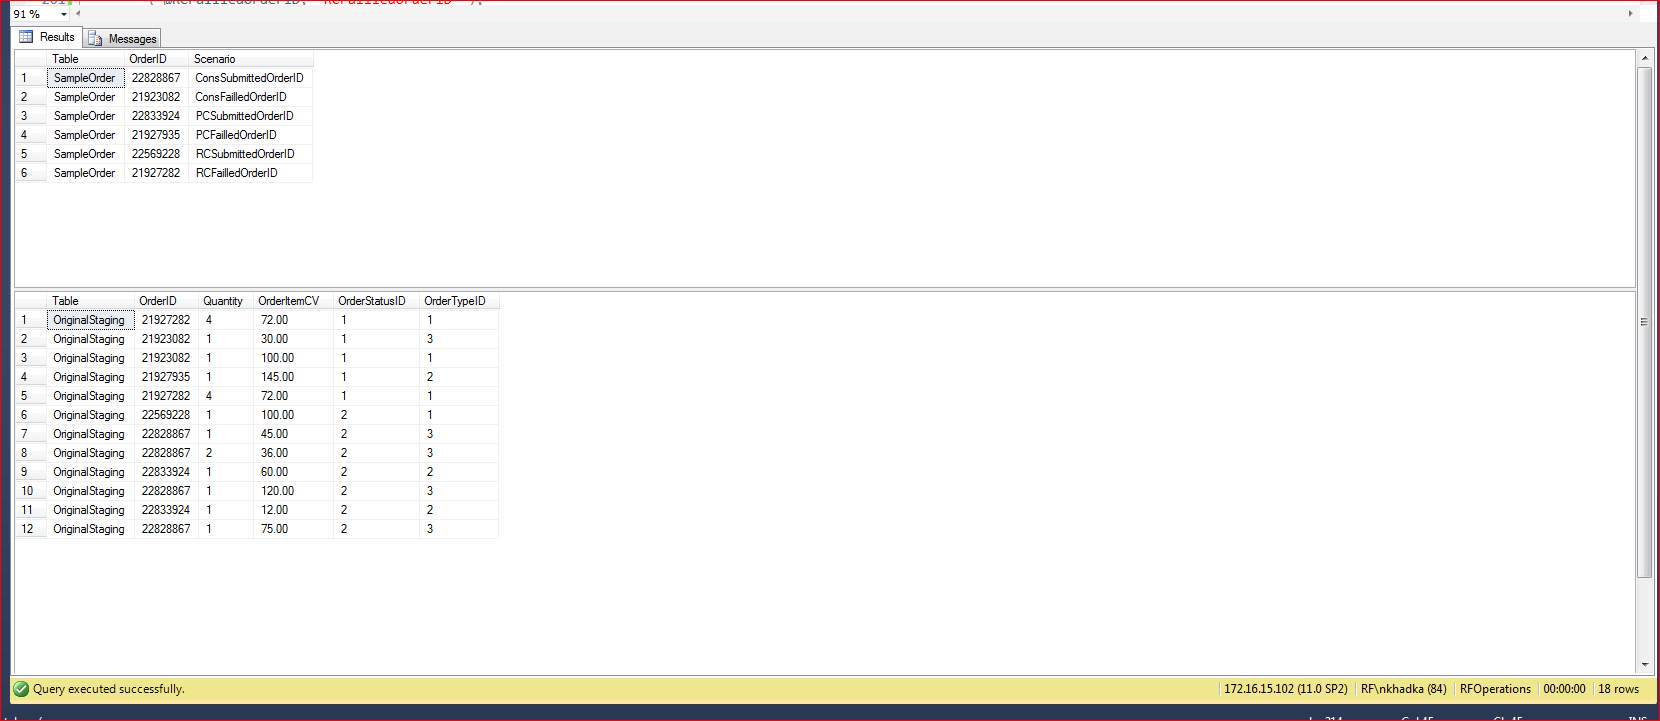 ( @RCFailledOrderID, 'RCFailledOrderID' ),
91 %
Results Messages
Table OrderID Scenario
1 SampleOrder 22828867 ConsSubmittedOrderID
2 SampleOrder 21923082 ConsFailledOrderID
3 SampleOrder 22833924 PCSubmittedOrderID
4 SampleOrder 21927935 PCFailledOrderID
5 SampleOrder 22569228 RCSubmittedOrderID
6 SampleOrder 21927282 RCFailledOrderID
Table OrderID Quantity OrderItemCV OrderStatusID OrderTypeID
1 OriginalStaging 21927282 4 72.00 1 1
2 OriginalStaging 21923082 1 30.00 1 3
3 OriginalStaging 21923082 1 100.00 1 1
4 OriginalStaging 21927935 1 145.00 1 2
5 OriginalStaging 21927282 4 72.00 1 1
6 OriginalStaging 22569228 1 100.00 2 1
7 OriginalStaging 22828867 1 45.00 2 3
8 OriginalStaging 22828867 2 36.00 2 3
9 OriginalStaging 22833924 1 60.00 2 2
10 OriginalStaging 22828867 1 120.00 2 3
11 OriginalStaging 22833924 1 12.00 2 2
12 OriginalStaging 22828867 1 75.00 2 3
Query executed successfully. 172.16.15.102 (11.0 SP2) RF\nkhadka (84) RFOperations 00:00:00 18 rows